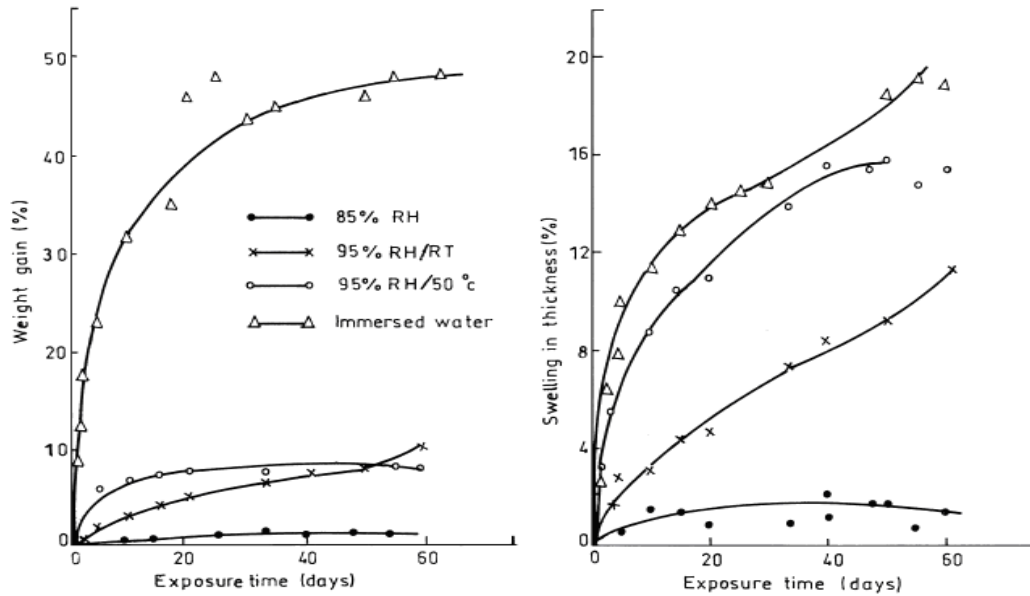 50
40
30
20
10
0
Weight gain (%)
85% RH
95% RH/RT
95% RH/50 °c
Immersed water
0
20
40
60
Exposure time (days)
20
16
12
8
4
0
Swelling in thickness (%)
0
20
40
60
Exposure time (days)